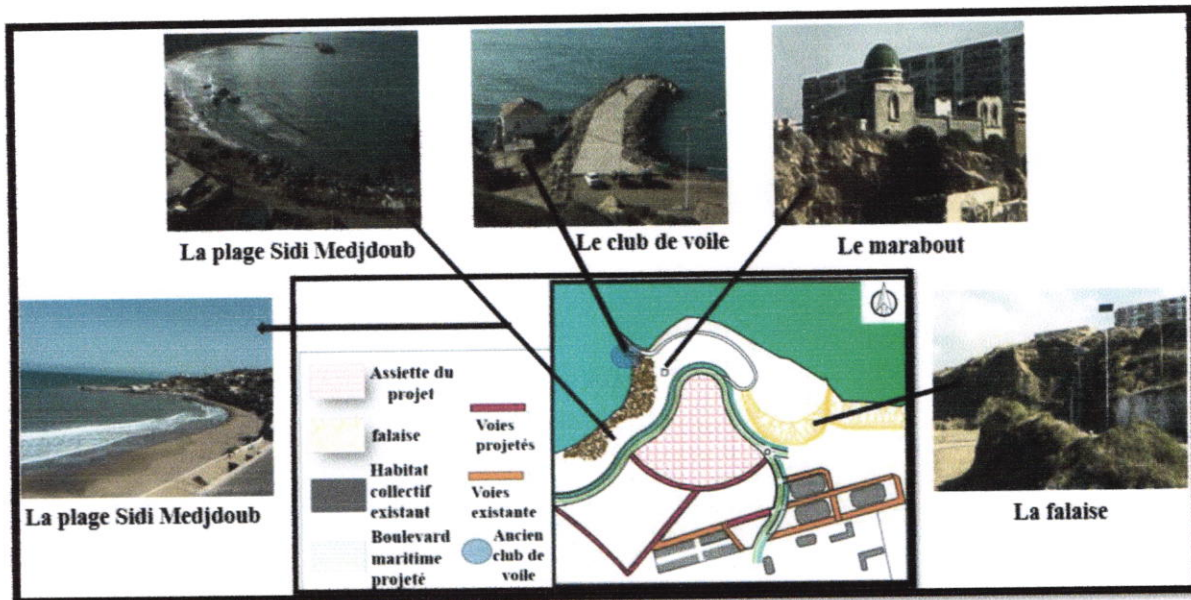 La plage Sidi Medjdoub
Le club de voile
Le marabout
La plage Sidi Medjdoub
Assiette du
projet
falaise
Habitat
collectif
existant
Boulevard
maritime
projeté
Voies
projetés
Voies
existante
Ancien
club de
voile
La falaise